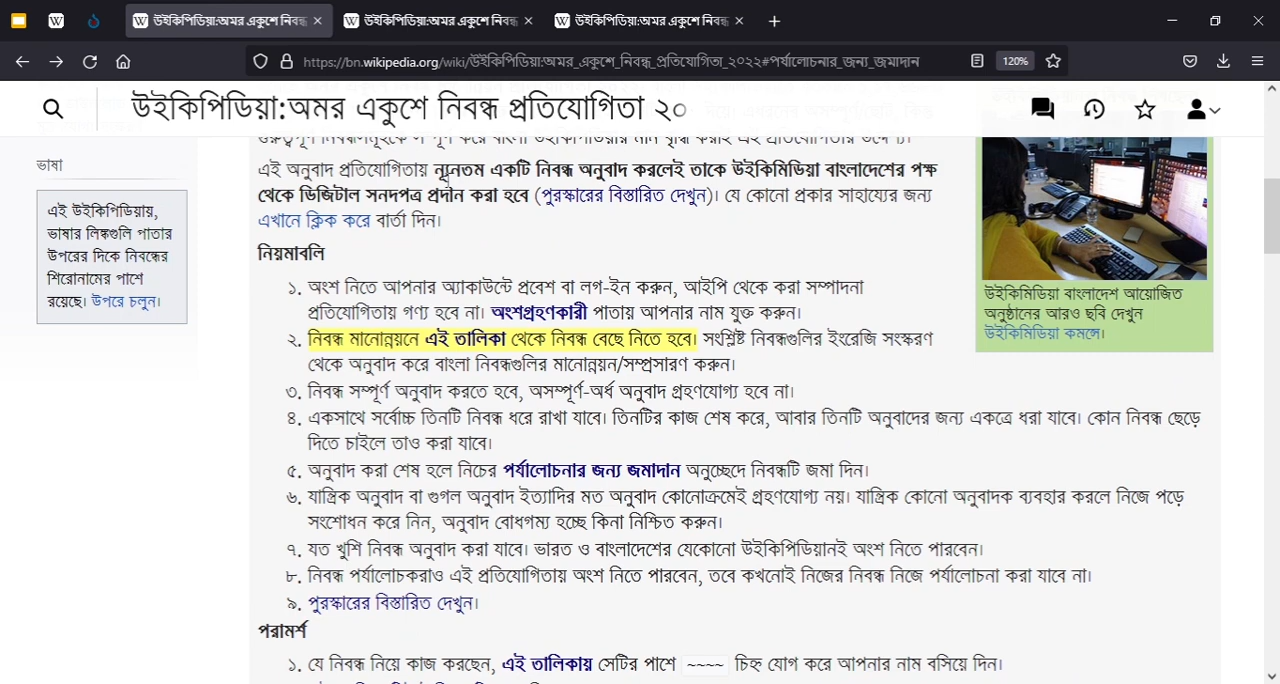 উইকিপিডিয়া:অমর একুশে নিবন্ধ
উইকিপিডিয়া:অমর একুশে নিবন্ধ
উইকিপিডিয়া:অমর একুশে নিবন্ধ
https://bn.wikipedia.org/wiki/উইকিপিডিয়া:অমর_একুশে_নিবন্ধ_প্রতিযোগিতা_২০২২#পর্যালোচনার_জন্য_জমাদান
120%
উইকিপিডিয়া:অমর একুশে নিবন্ধ প্রতিযোগিতা ২০
ভাষা
এই উইকিপিডিয়ায়,
ভাষার লিঙ্কগুলি পাতার
উপরের দিকে নিবন্ধের
শিরোনামের পাশে
রয়েছে। উপরে চলুন।
এই অনুবাদ প্রতিযোগিতায় ন্যূনতম একটি নিবন্ধ অনুবাদ করলেই তাকে উইকিমিডিয়া বাংলাদেশের পক্ষ
থেকে ডিজিটাল সনদপত্র প্রদান করা হবে (পুরস্কারের বিস্তারিত দেখুন)। যে কোনো প্রকার সাহায্যের জন্য
এখানে ক্লিক করে বার্তা দিন।
নিয়মাবলি
১. অংশ নিতে আপনার অ্যাকাউন্টে প্রবেশ বা লগ-ইন করুন, আইপি থেকে করা সম্পাদনা
প্রতিযোগিতায় গণ্য হবে না। অংশগ্রহণকারী পাতায় আপনার নাম যুক্ত করুন।
২. নিবন্ধ মানোন্নয়নে এই তালিকা থেকে নিবন্ধ বেছে নিতে হবে। সংশ্লিষ্ট নিবন্ধগুলির ইংরেজি সংস্করণ
থেকে অনুবাদ করে বাংলা নিবন্ধগুলির মানোন্নয়ন/সম্প্রসারণ করুন।
৩. নিবন্ধ সম্পূর্ণ অনুবাদ করতে হবে, অসম্পূর্ণ-অর্ধ অনুবাদ গ্রহণযোগ্য হবে না।
৪. একসাথে সর্বোচ্চ তিনটি নিবন্ধ ধরে রাখা যাবে। তিনটির কাজ শেষ করে, আবার তিনটি অনুবাদের জন্য একত্রে ধরা যাবে। কোন নিবন্ধ ছেড়ে
দিতে চাইলে তাও করা যাবে।
৫. অনুবাদ করা শেষ হলে নিচের পর্যালোচনার জন্য জমাদান অনুচ্ছেদে নিবন্ধটি জমা দিন।
৬. যান্ত্রিক অনুবাদ বা গুগল অনুবাদ ইত্যাদির মত অনুবাদ কোনোক্রমেই গ্রহণযোগ্য নয়। যান্ত্রিক কোনো অনুবাদক ব্যবহার করলে নিজে পড়ে
সংশোধন করে নিন, অনুবাদ বোধগম্য হচ্ছে কিনা নিশ্চিত করুন।
৭. যত খুশি নিবন্ধ অনুবাদ করা যাবে। ভারত ও বাংলাদেশের যেকোনো উইকিপিডিয়ানই অংশ নিতে পারবেন।
৮. নিবন্ধ পর্যালোচকরাও এই প্রতিযোগিতায় অংশ নিতে পারবেন, তবে কখনোই নিজের নিবন্ধ নিজে পর্যালোচনা করা যাবে না।
৯. পুরস্কারের বিস্তারিত দেখুন।
উইকিমিডিয়া বাংলাদেশ আয়োজিত
অনুষ্ঠানের আরও ছবি দেখুন
উইকিমিডিয়া কমন্সে।
পরামর্শ
১. যে নিবন্ধ নিয়ে কাজ করছেন, এই তালিকায় সেটির পাশে ~~~~ চিহ্ন যোগ করে আপনার নাম বসিয়ে দিন।